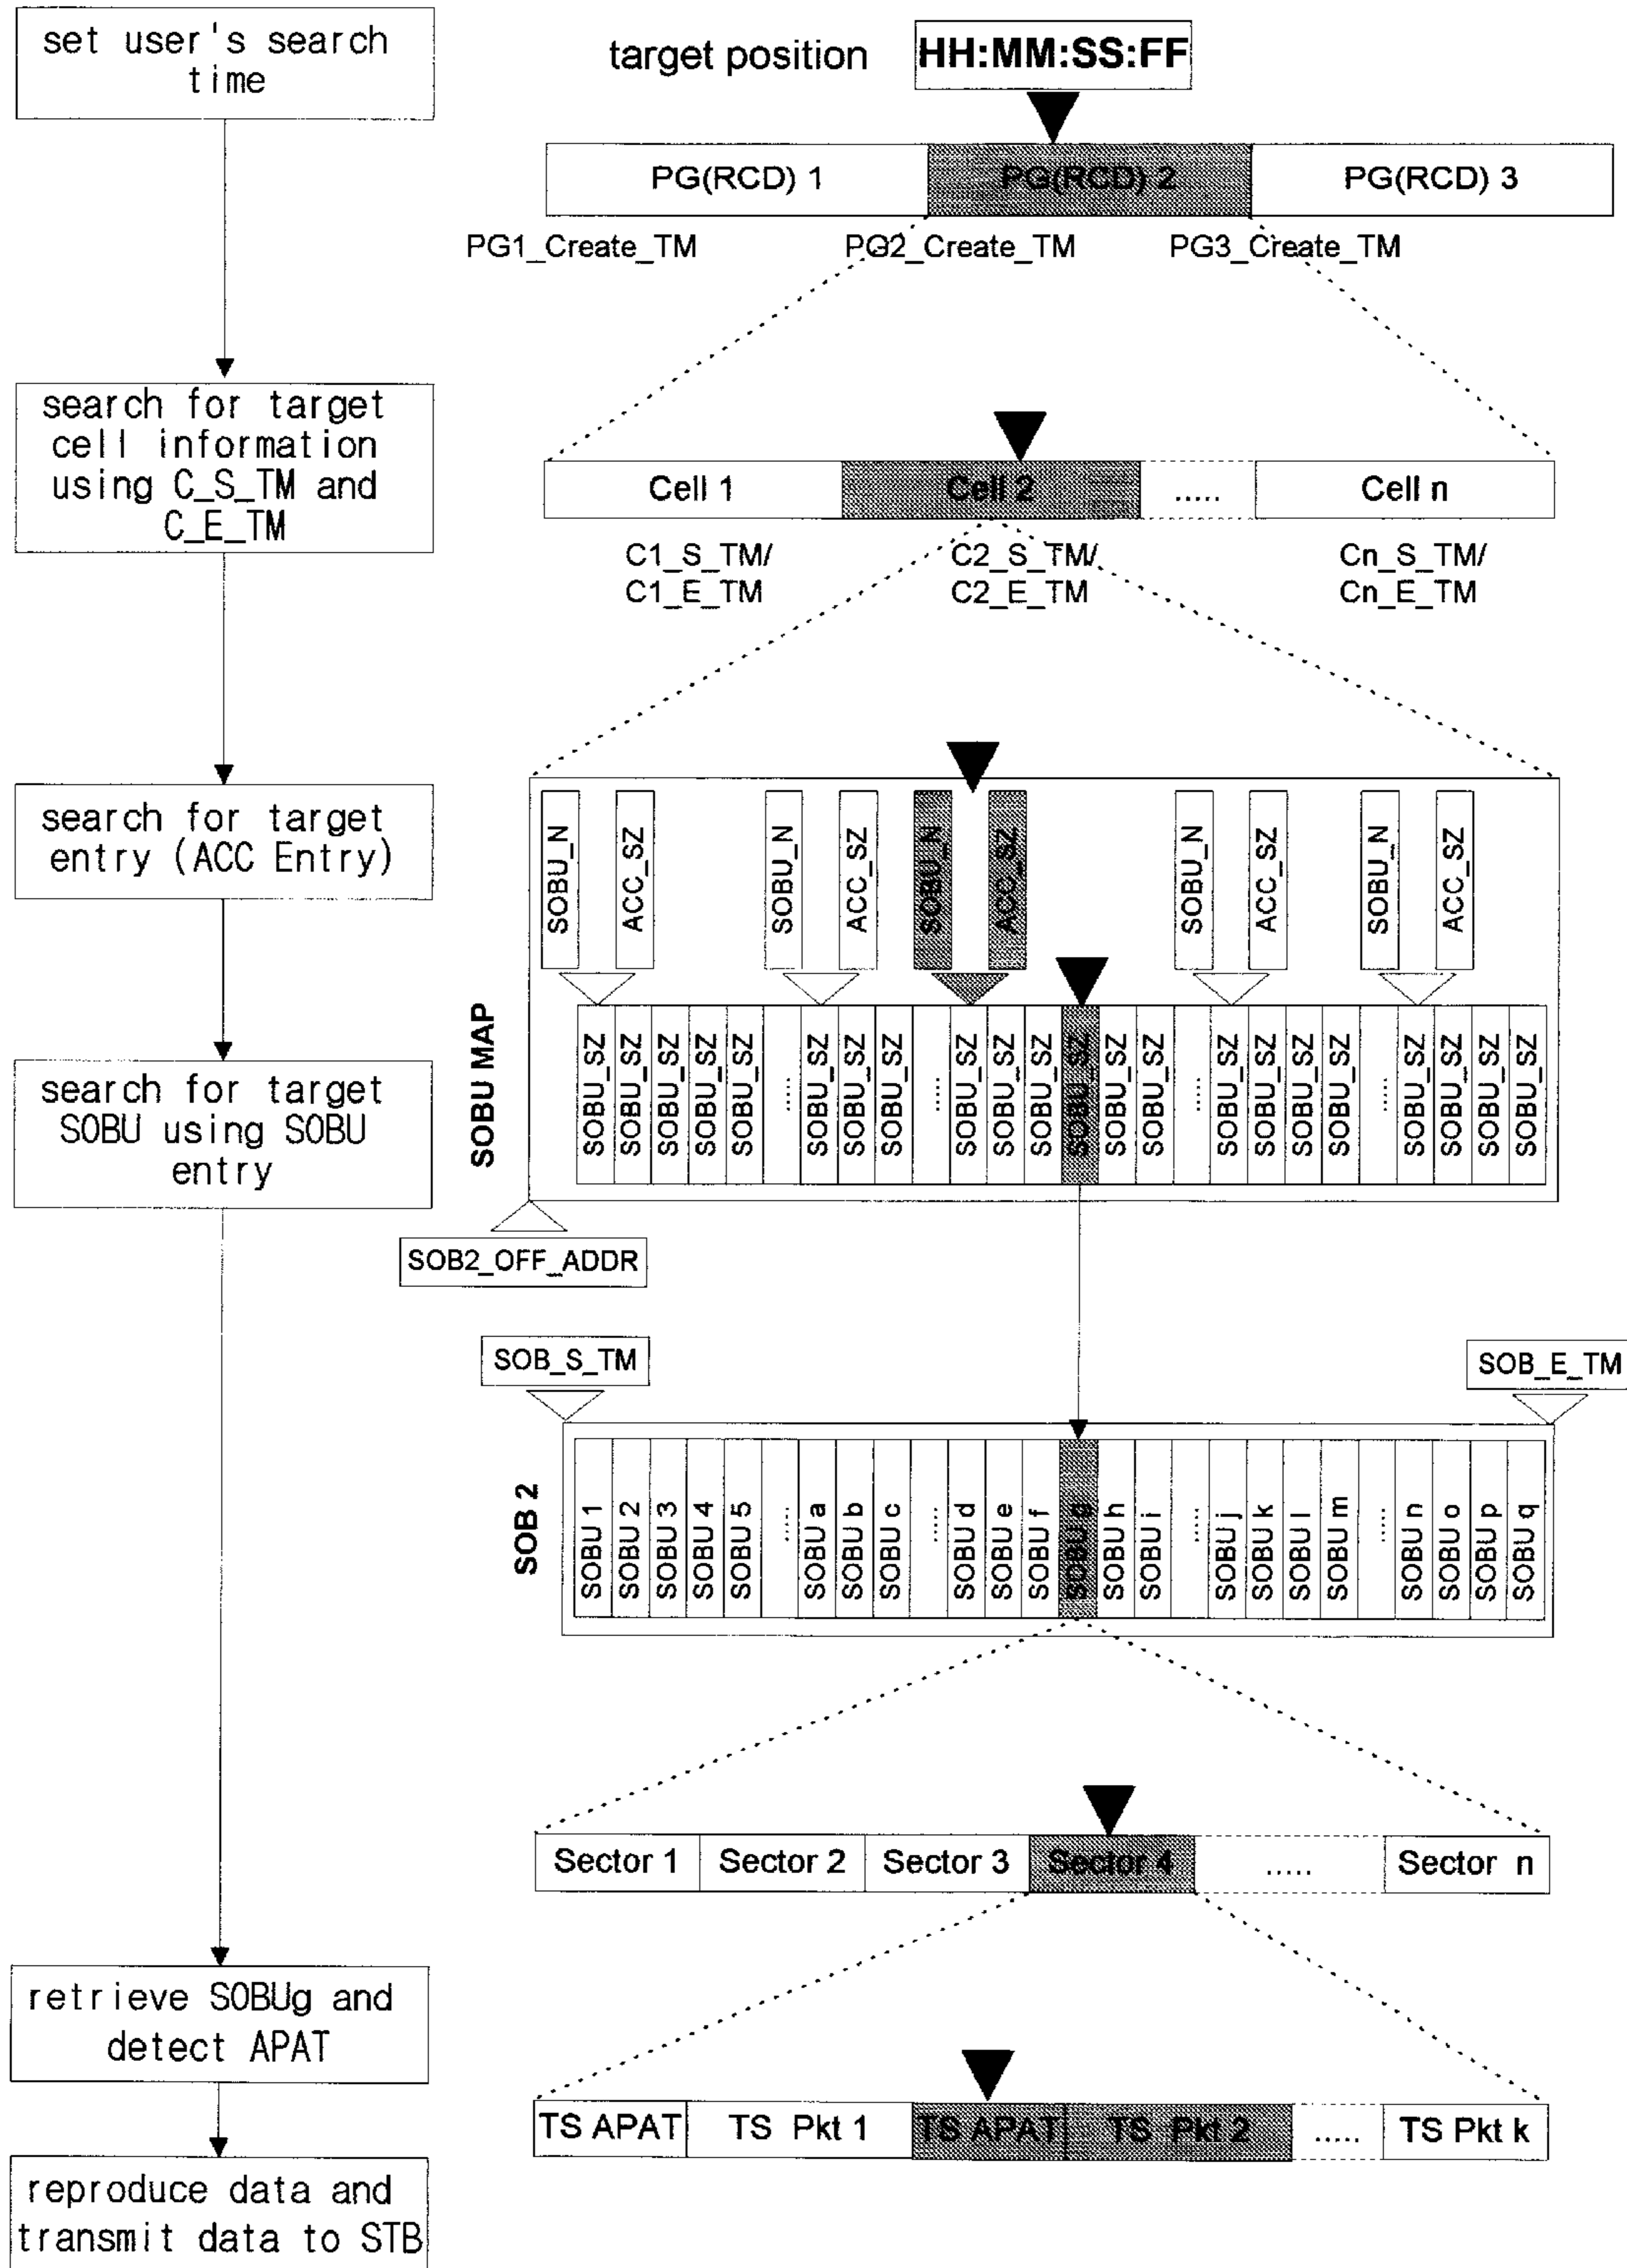 set user's search
time
target position HH:MM:SS:FF
PG(RCD) 1 PG(RCD) 2 PG(RCD) 3
PG1_Create_TM PG2_Create_TM PG3_Create_TM
search for target
cell information
using C_S_TM and
C_E_TM
Cell 1 Cell 2 ..... Cell n
C1_S_TM/ C2_S_TM/ Cn_S_TM/
C1_E_TM C2_E_TM Cn_E_TM
search for target
entry (ACC Entry)
SOBU_N ACC_SZ SOBU_N ACC_SZ SOBU_N ACC_SZ SOBU_N ACC_SZ SOBU_N ACC_SZ
SOBU MAP
search for target
SOBU using SOBU
entry
SOBU_SZ SOBU_SZ SOBU_SZ SOBU_SZ SOBU_SZ ..... SOBU_SZ SOBU_SZ SOBU_SZ ..... SOBU_SZ SOBU_SZ SOBU_SZ SOBU_SZ SOBU_SZ SOBU_SZ ..... SOBU_SZ SOBU_SZ SOBU_SZ SOBU_SZ ..... SOBU_SZ SOBU_SZ SOBU_SZ SOBU_SZ
SOB2_OFF_ADDR
SOB_S_TM SOB_E_TM
SOB 2
SOBU 1 SOBU 2 SOBU 3 SOBU 4 SOBU 5 ..... SOBU a SOBU b SOBU c ..... SOBU d SOBU e SOBU f SOBU g SOBU h SOBU i ..... SOBU j SOBU k SOBU l SOBU m ..... SOBU n SOBU o SOBU p SOBU q
Sector 1 Sector 2 Sector 3 Sector 4 ..... Sector n
retrieve SOBUg and
detect APAT
TS APAT TS Pkt 1 TS APAT TS Pkt 2 ..... TS Pkt k
reproduce data and
transmit data to STB